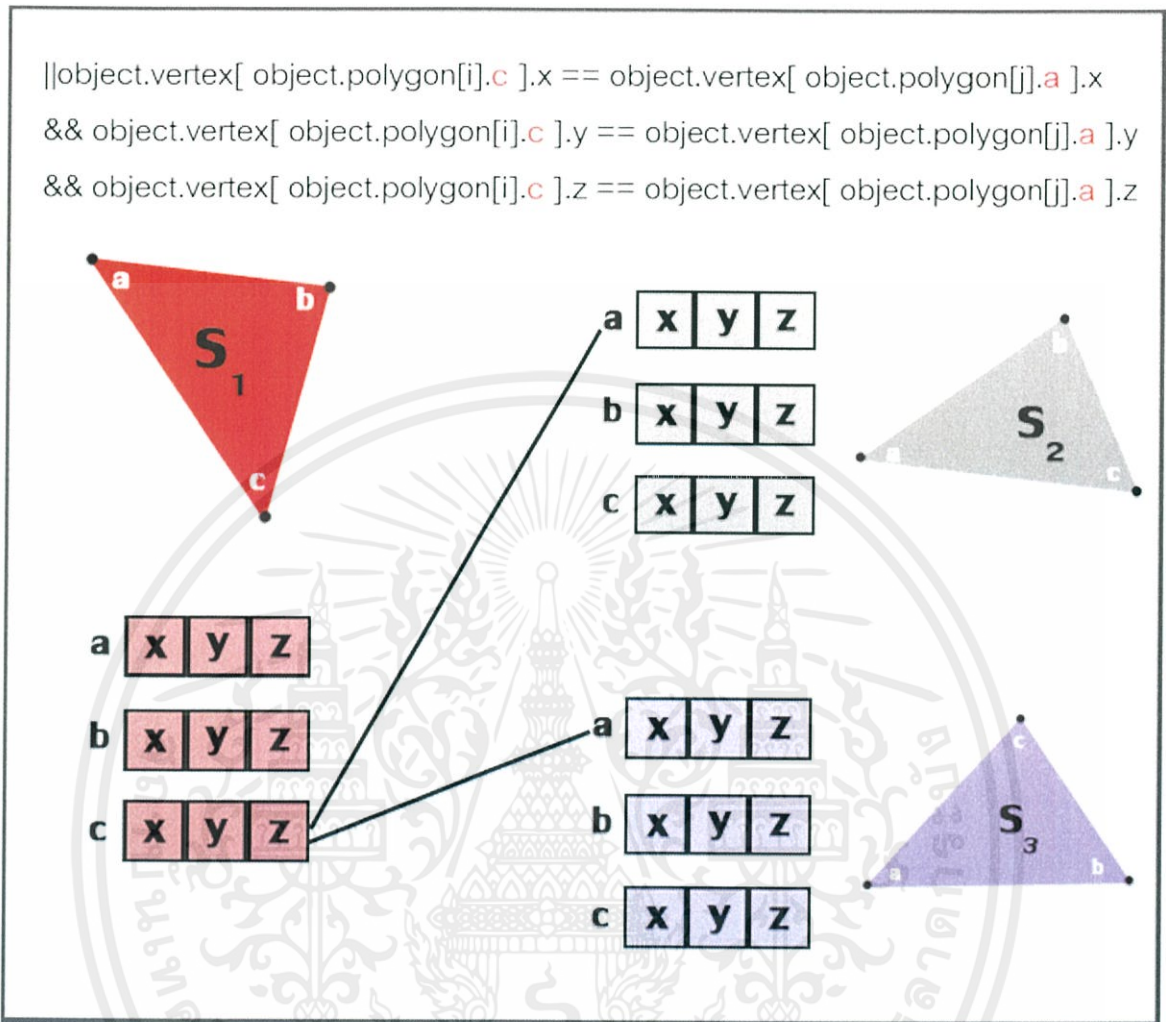 ||object.vertex[ object.polygon[i].c ].x == object.vertex[ object.polygon[j].a ].x
&& object.vertex[ object.polygon[i].c ].y == object.vertex[ object.polygon[j].a ].y
&& object.vertex[ object.polygon[i].c ].z == object.vertex[ object.polygon[j].a ].z
a
b
S1
c
a x y z
b x y z
c x y z
b
S2
a
c
a x y z
b x y z
c x y z
a x y z
b x y z
c x y z
c
S3
a
b